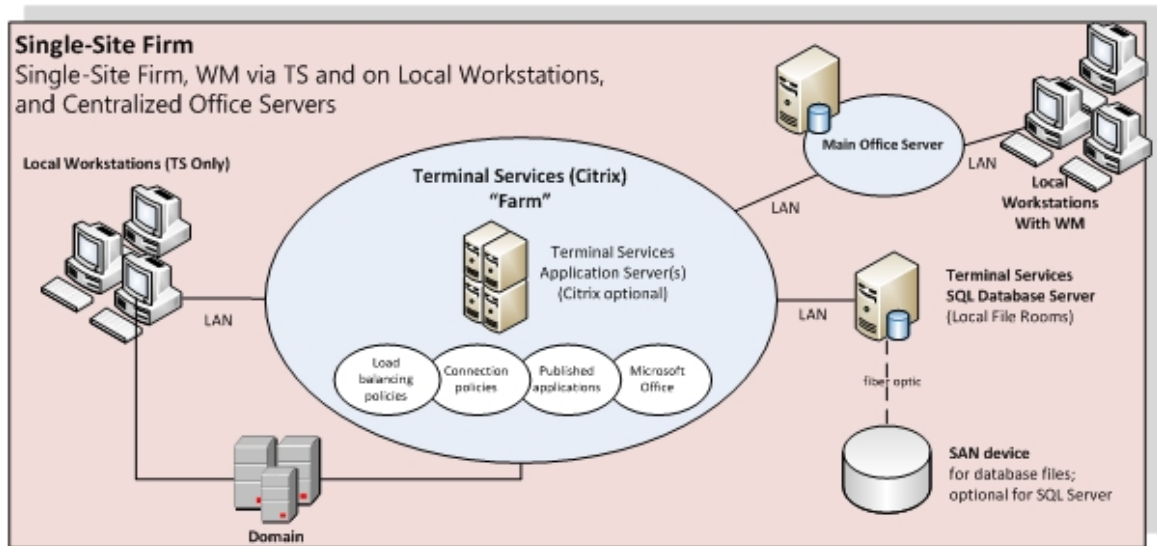 Single-Site Firm
Single-Site Firm, WM via TS and on Local Workstations,
and Centralized Office Servers
Local Workstations (TS Only)
LAN
Terminal Services (Citrix)
"Farm"
Terminal Services
Application Server(s)
(Citrix optional)
Load
balancing
policies
Connection
policies
Published
applications
Microsoft
Office
Main Office Server
LAN
LAN
Local
Workstations
With WM
LAN
Terminal Services
SQL Database Server
(Local File Rooms)
fiber optic
SAN device
for database files;
optional for SQL Server
Domain